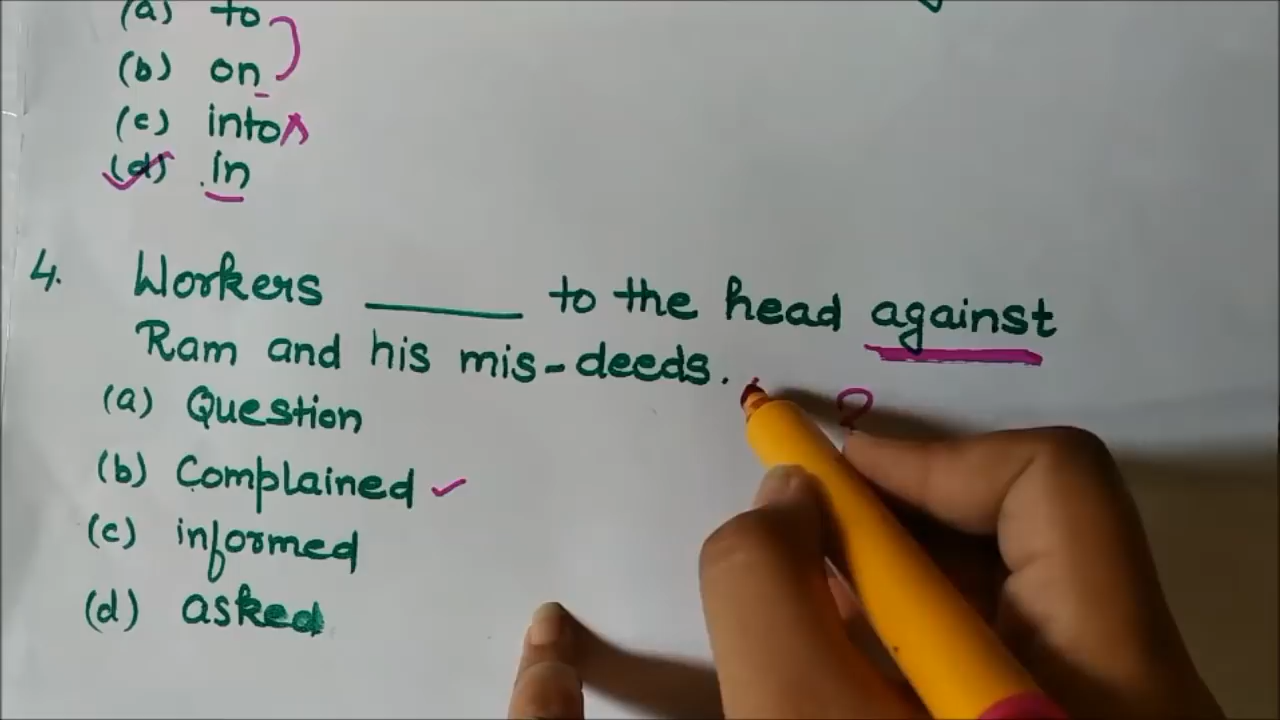 (a) to
(b) on
(c) into
(d) in
4. Workers ______ to the head against
Ram and his mis-deeds.
?
(a) Question
(b) Complained
(c) informed
(d) asked